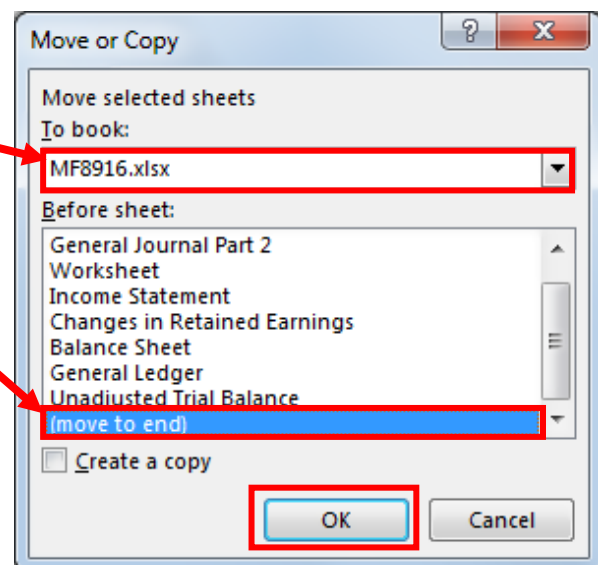 Move or Copy
Move selected sheets
To book:
MF8916.xlsx
Before sheet:
General Journal Part 2
Worksheet
Income Statement
Changes in Retained Earnings
Balance Sheet
General Ledger
Unadjusted Trial Balance
(move to end)
Create a copy
OK Cancel